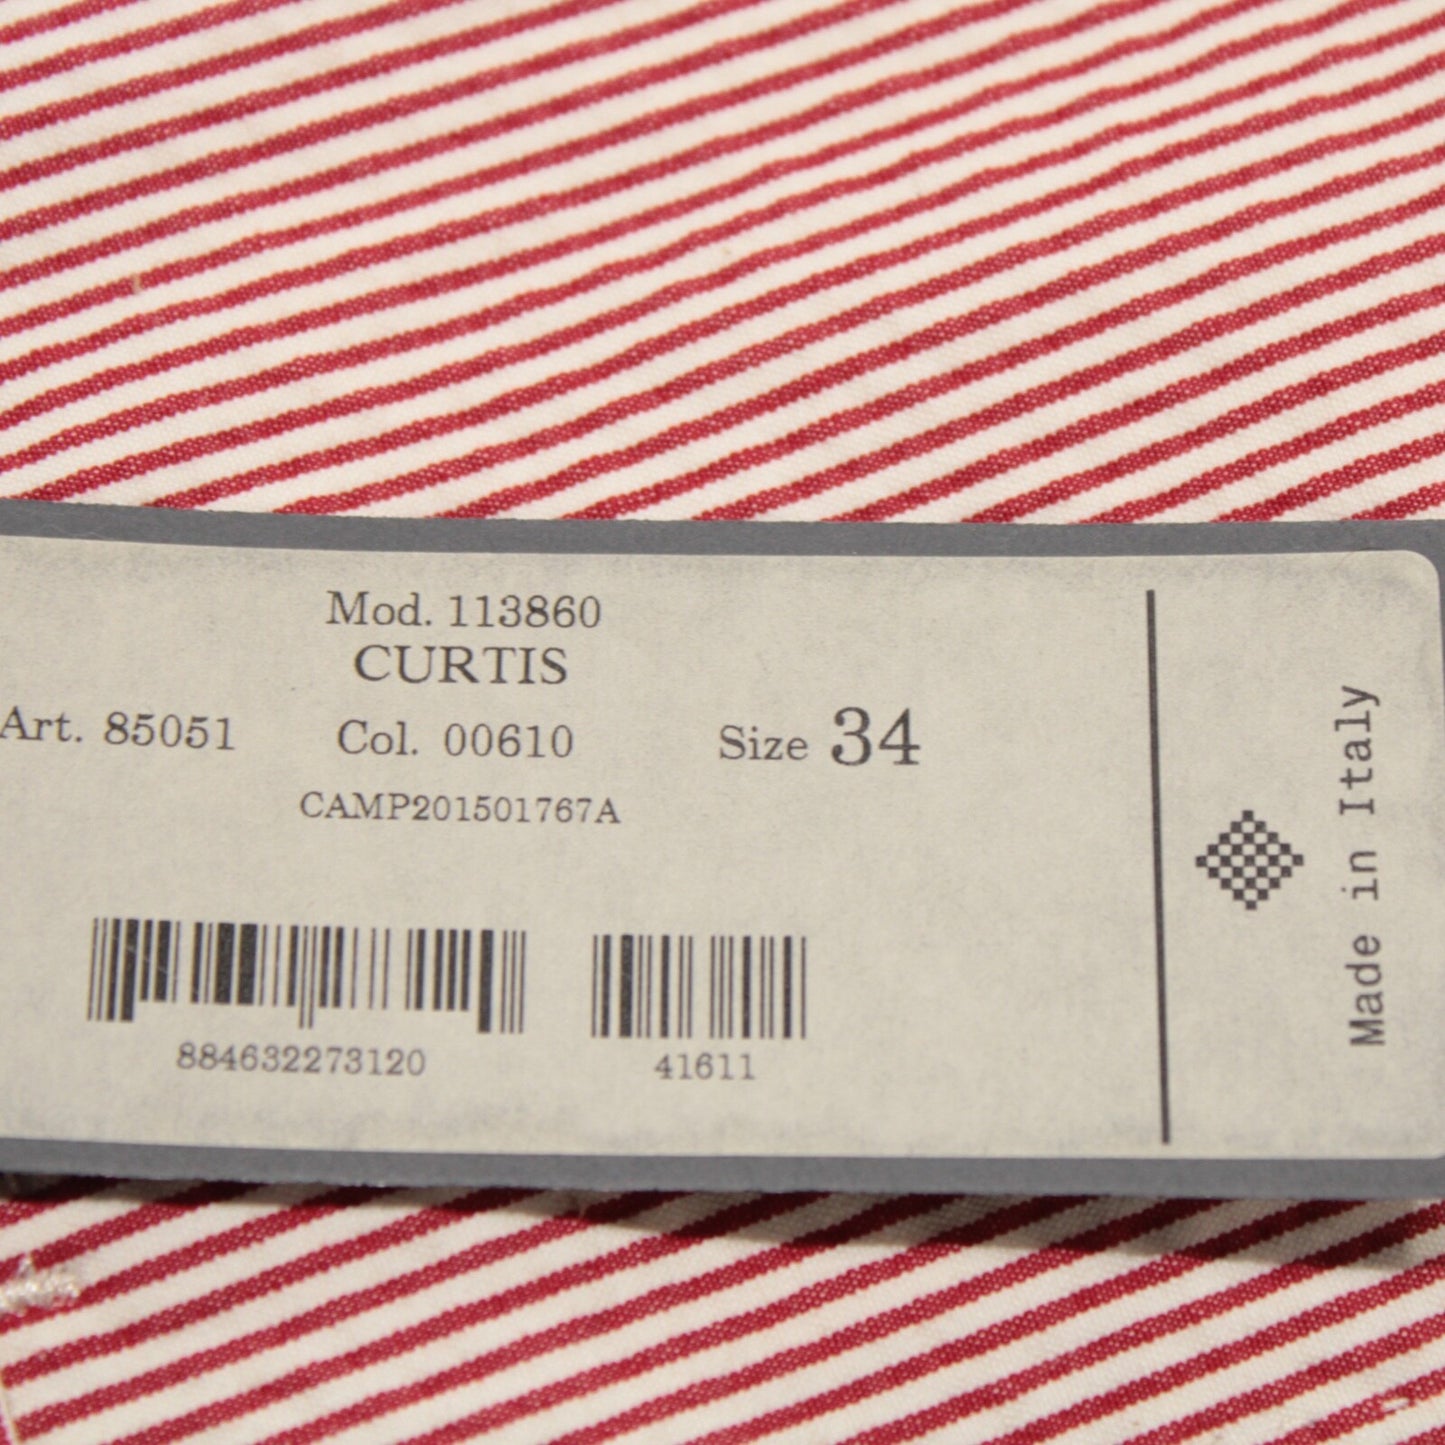 Mod. 113860
CURTIS
Art. 85051 Col. 00610 Size 34
CAMP201501767A
884632273120 41611
Made in Italy